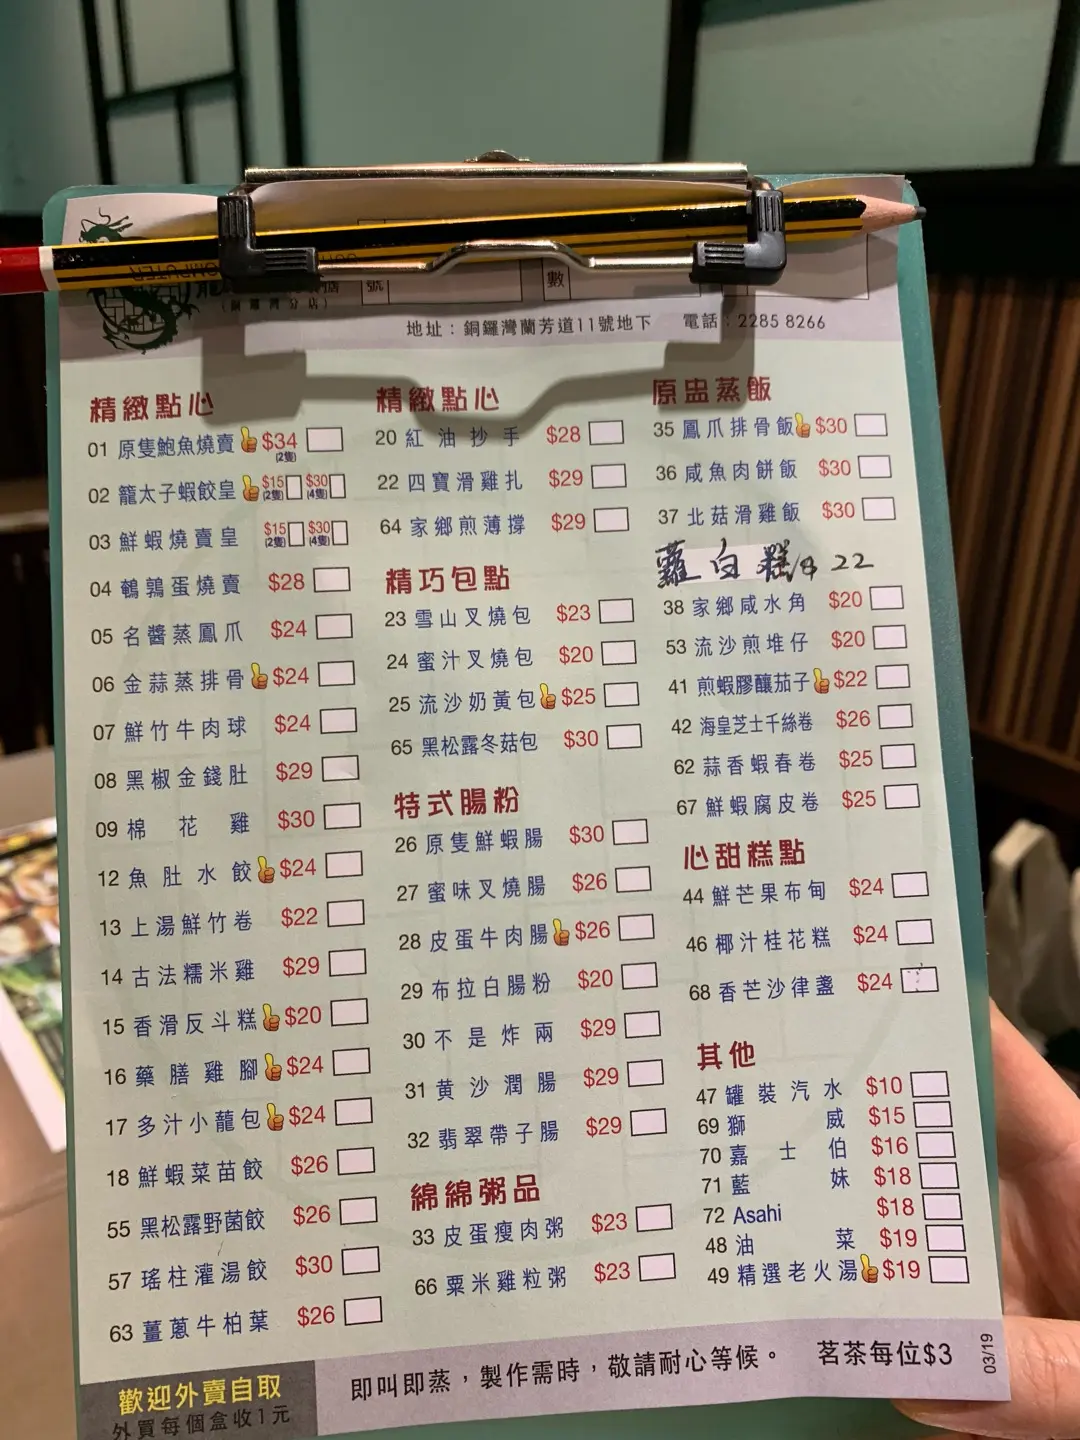 COMPUTER
(銅鑼灣分店)
號
數
地址：銅鑼灣蘭芳道11號地下 電話：2285 8266
精緻點心
01 原隻鮑魚燒賣 $34 (2隻)
02 籠太子蝦餃皇 $15 (2隻) $30 (4隻)
03 鮮蝦燒賣皇 $15 (2隻) $30 (4隻)
04 鵪鶉蛋燒賣 $28
05 名醬蒸鳳爪 $24
06 金蒜蒸排骨 $24
07 鮮竹牛肉球 $24
08 黑椒金錢肚 $29
09 棉花雞 $30
12 魚肚水餃 $24
13 上湯鮮竹卷 $22
14 古法糯米雞 $29
15 香滑反斗糕 $20
16 藥膳雞腳 $24
17 多汁小龍包 $24
18 鮮蝦菜苗餃 $26
55 黑松露野菌餃 $26
57 瑤柱灌湯餃 $30
63 薑蔥牛柏葉 $26
精緻點心
20 紅油抄手 $28
22 四寶滑雞扎 $29
64 家鄉煎薄撐 $29
精巧包點
23 雪山叉燒包 $23
24 蜜汁叉燒包 $20
25 流沙奶黃包 $25
65 黑松露冬菇包 $30
特式腸粉
26 原隻鮮蝦腸 $30
27 蜜味叉燒腸 $26
28 皮蛋牛肉腸 $26
29 布拉白腸粉 $20
30 不是炸兩 $29
31 黃沙潤腸 $29
32 翡翠帶子腸 $29
綿綿粥品
33 皮蛋瘦肉粥 $23
66 粟米雞粒粥 $23
原盅蒸飯
35 鳳爪排骨飯 $30
36 咸魚肉餅飯 $30
37 北菇滑雞飯 $30
蘿白糕 $22
38 家鄉咸水角 $20
53 流沙煎堆仔 $20
41 煎蝦膠釀茄子 $22
42 海皇芝士千絲卷 $26
62 蒜香蝦春卷 $25
67 鮮蝦腐皮卷 $25
心甜糕點
44 鮮芒果布甸 $24
46 椰汁桂花糕 $24
68 香芒沙律盞 $24
其他
47 罐裝汽水 $10
69 獅威 $15
70 嘉士伯 $16
71 藍妹 $18
72 Asahi $18
48 油菜 $19
49 精選老火湯 $19
歡迎外賣自取
外買每個盒收1元
即叫即蒸，製作需時，敬請耐心等候。 茗茶每位$3
03/19